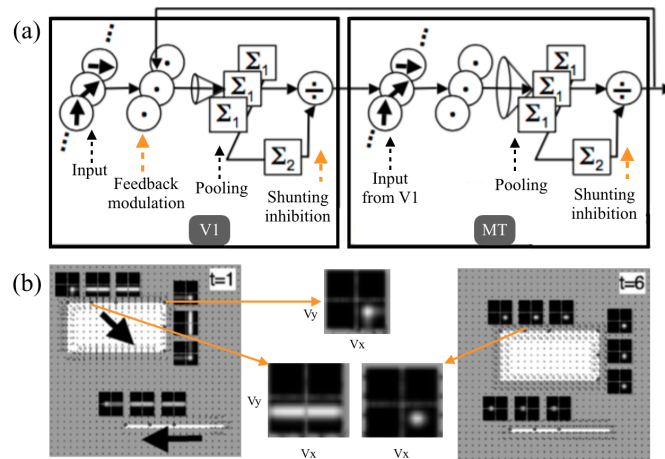 (a)
Σ1
Σ1
Σ1
÷
Σ2
Σ1
Σ1
Σ1
÷
Σ2
Input
Feedback
modulation
Pooling
Shunting
inhibition
V1
Input
from V1
Pooling
Shunting
inhibition
MT
(b)
t=1
t=6
Vy
Vx
Vy
Vx
Vx